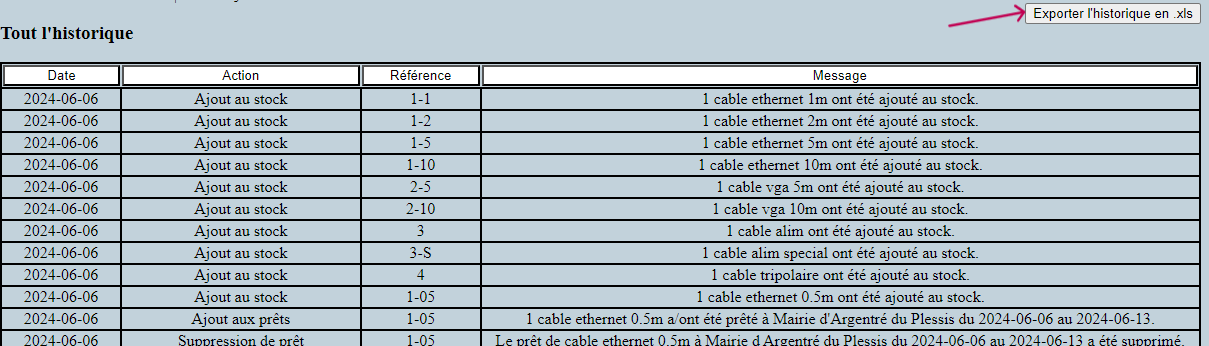 Exporter l'historique en .xls
Tout l'historique
Date Action Référence Message
2024-06-06 Ajout au stock 1-1 1 cable ethernet 1m ont été ajouté au stock.
2024-06-06 Ajout au stock 1-2 1 cable ethernet 2m ont été ajouté au stock.
2024-06-06 Ajout au stock 1-5 1 cable ethernet 5m ont été ajouté au stock.
2024-06-06 Ajout au stock 1-10 1 cable ethernet 10m ont été ajouté au stock.
2024-06-06 Ajout au stock 2-5 1 cable vga 5m ont été ajouté au stock.
2024-06-06 Ajout au stock 2-10 1 cable vga 10m ont été ajouté au stock.
2024-06-06 Ajout au stock 3 1 cable alim ont été ajouté au stock.
2024-06-06 Ajout au stock 3-S 1 cable alim special ont été ajouté au stock.
2024-06-06 Ajout au stock 4 1 cable tripolaire ont été ajouté au stock.
2024-06-06 Ajout au stock 1-05 1 cable ethernet 0.5m ont été ajouté au stock.
2024-06-06 Ajout aux prêts 1-05 1 cable ethernet 0.5m a/ont été prêté à Mairie d'Argentré du Plessis du 2024-06-06 au 2024-06-13.
2024-06-06 Suppression de prêt 1-05 Le prêt de cable ethernet 0.5m à Mairie d'Argentré du Plessis du 2024-06-06 au 2024-06-13 a été supprimé.